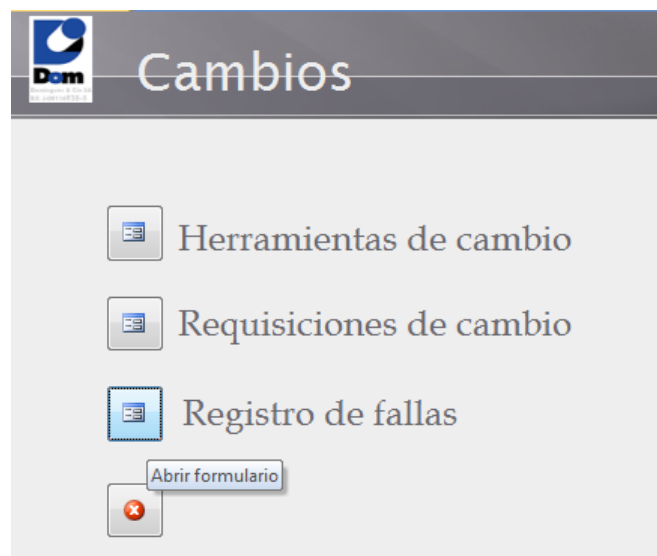 Dom
Cambios
Herramientas de cambio
Requisiciones de cambio
Registro de fallas
Abrir formulario